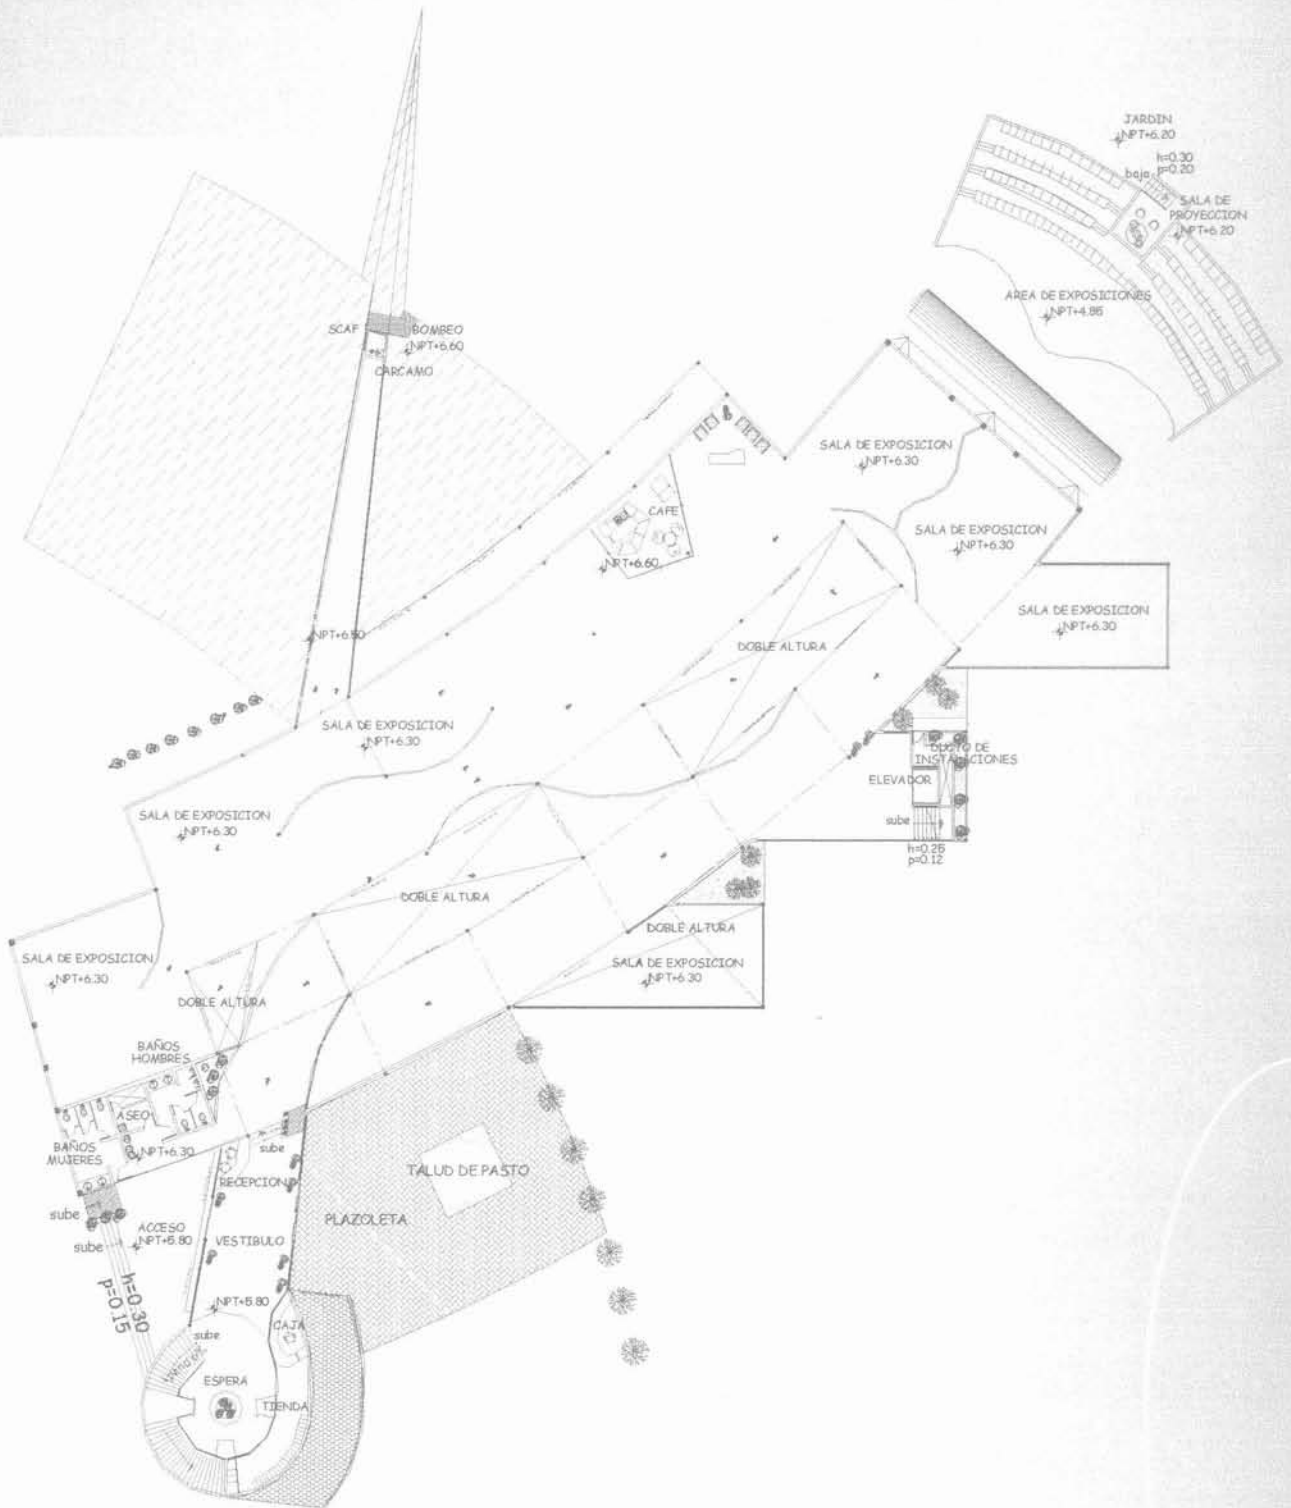 JARDIN
NPT+6.20
h=0.30
p=0.20
baja
SALA DE
PROYECCION
NPT+6.20
AREA DE EXPOSICIONES
NPT+4.86
SCAF
BOMBEO
NPT+6.60
CARCAMO
SALA DE EXPOSICION
NPT+6.30
CAFE
NPT+6.60
SALA DE EXPOSICION
NPT+6.30
SALA DE EXPOSICION
NPT+6.30
DOBLE ALTURA
SALA DE EXPOSICION
NPT+6.30
DUCTO DE
INSTALACIONES
ELEVADOR
sube
h=0.25
p=0.12
SALA DE EXPOSICION
NPT+6.30
DOBLE ALTURA
DOBLE ALTURA
SALA DE EXPOSICION
NPT+6.30
SALA DE EXPOSICION
NPT+6.30
DOBLE ALTURA
BAÑOS
HOMBRES
ASEO
BAÑOS
MUJERES
NPT+6.30
sube
RECEPCION
TALUD DE PASTO
PLAZOLETA
sube
ACCESO
NPT+5.80
sube
VESTIBULO
h=0.30
p=0.15
NPT+5.80
CAJA
sube
ESPERA
TIENDA